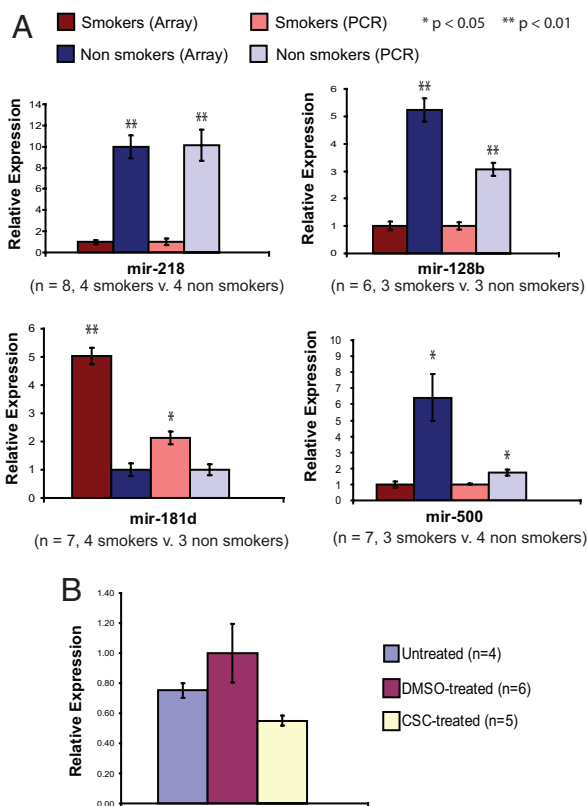 A
Smokers (Array) Smokers (PCR) * p < 0.05 ** p < 0.01
Non smokers (Array) Non smokers (PCR)
Relative Expression
14
12
10
8
6
4
2
0
**
**
mir-218
(n = 8, 4 smokers v. 4 non smokers)
Relative Expression
6
5
4
3
2
1
0
**
**
mir-128b
(n = 6, 3 smokers v. 3 non smokers)
Relative Expression
6
5
4
3
2
1
0
**
*
mir-181d
(n = 7, 4 smokers v. 3 non smokers)
Relative Expression
10
9
8
7
6
5
4
3
2
1
0
*
*
mir-500
(n = 7, 3 smokers v. 4 non smokers)
B
Relative Expression
1.40
1.20
1.00
0.80
0.60
0.40
0.20
0.00
Untreated (n=4)
DMSO-treated (n=6)
CSC-treated (n=5)